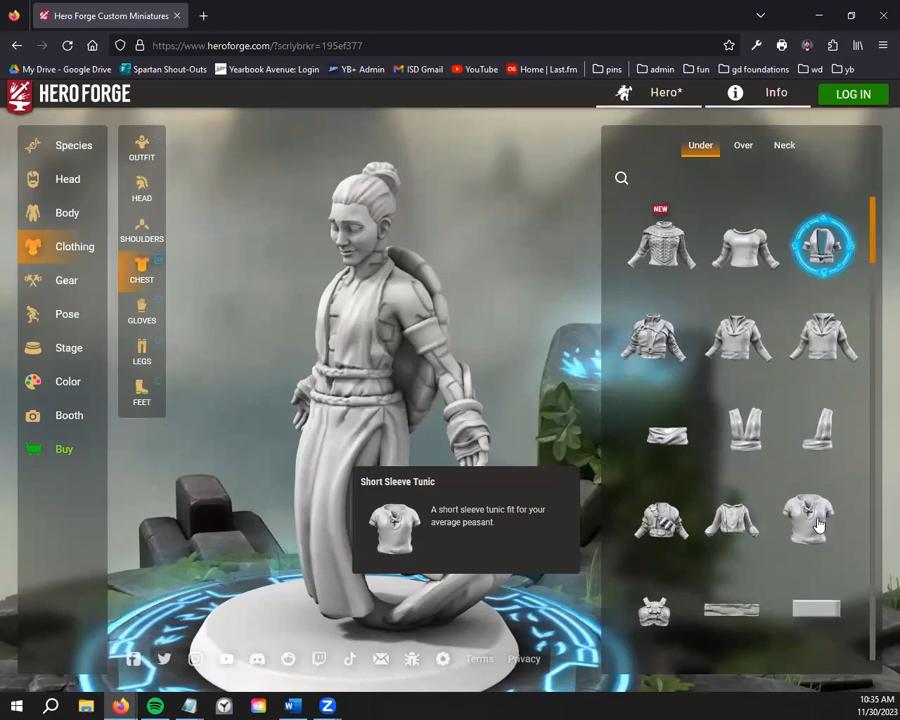 Hero Forge Custom Miniatures
https://www.heroforge.com/?scrlybrkr=195ef377
My Drive - Google Drive
Spartan Shout-Outs
Yearbook Avenue: Login
YB+ Admin
ISD Gmail
YouTube
Home | Last.fm
pins
admin
fun
gd foundations
wd
yb
HERO FORGE
Hero*
Info
LOG IN
Species
Head
Body
Clothing
Gear
Pose
Stage
Color
Booth
Buy
OUTFIT
HEAD
SHOULDERS
CHEST
GLOVES
LEGS
FEET
Under
Over
Neck
NEW
Short Sleeve Tunic
A short sleeve tunic fit for your
average peasant.
Terms
Privacy
10:35 AM
11/30/2023